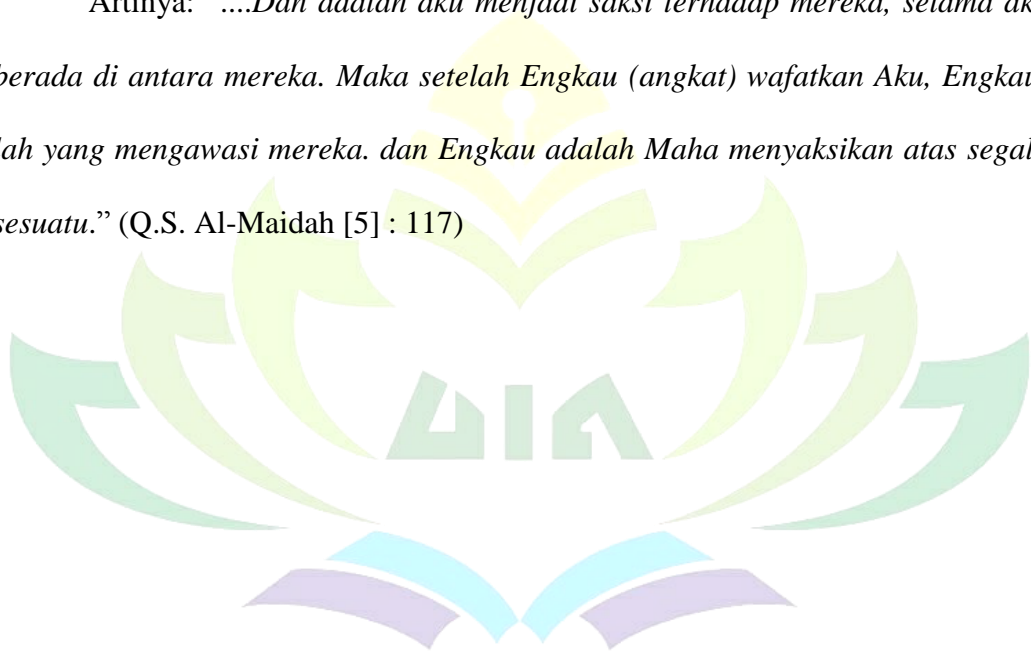 Artinya: “....Dan adalah aku menjadi saksi terhadap mereka, selama ak
berada di antara mereka. Maka setelah Engkau (angkat) wafatkan Aku, Engkau
lah yang mengawasi mereka. dan Engkau adalah Maha menyaksikan atas segal
sesuatu.” (Q.S. Al-Maidah [5] : 117)
UIN